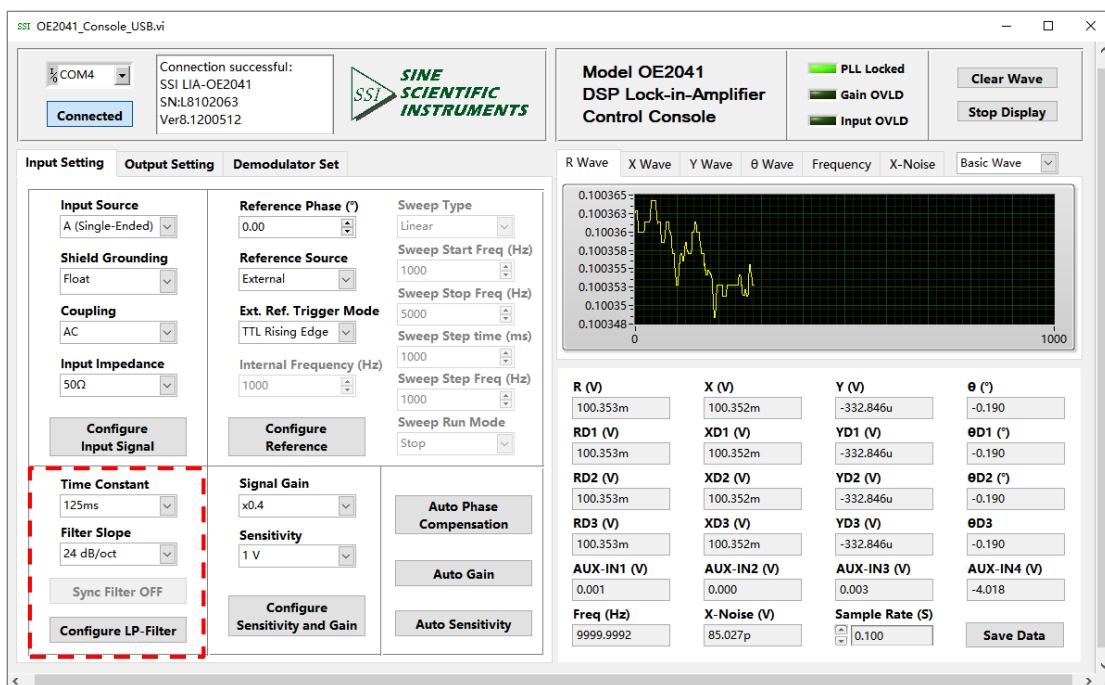 SSI OE2041_Console_USB.vi
I/O COM4
Connected
Connection successful:
SSI LIA-OE2041
SN:L8102063
Ver8.1200512
SSI
SINE
SCIENTIFIC
INSTRUMENTS
Model OE2041
DSP Lock-in-Amplifier
Control Console
PLL Locked
Gain OVLD
Input OVLD
Clear Wave
Stop Display
Input Setting
Output Setting
Demodulator Set
Input Source
A (Single-Ended)
Shield Grounding
Float
Coupling
AC
Input Impedance
50Ω
Configure
Input Signal
Reference Phase (°)
0.00
Reference Source
External
Ext. Ref. Trigger Mode
TTL Rising Edge
Internal Frequency (Hz)
1000
Configure
Reference
Sweep Type
Linear
Sweep Start Freq (Hz)
1000
Sweep Stop Freq (Hz)
5000
Sweep Step time (ms)
1000
Sweep Step Freq (Hz)
1000
Sweep Run Mode
Stop
Time Constant
125ms
Filter Slope
24 dB/oct
Sync Filter OFF
Configure LP-Filter
Signal Gain
x0.4
Sensitivity
1 V
Configure
Sensitivity and Gain
Auto Phase
Compensation
Auto Gain
Auto Sensitivity
R Wave
X Wave
Y Wave
θ Wave
Frequency
X-Noise
Basic Wave
0.100365
0.100363
0.10036
0.100358
0.100355
0.100353
0.10035
0.100348
0
1000
R (V) X (V) Y (V) θ (°)
100.353m 100.352m -332.846u -0.190
RD1 (V) XD1 (V) YD1 (V) θD1 (°)
100.353m 100.352m -332.846u -0.190
RD2 (V) XD2 (V) YD2 (V) θD2 (°)
100.353m 100.352m -332.846u -0.190
RD3 (V) XD3 (V) YD3 (V) θD3
100.353m 100.352m -332.846u -0.190
AUX-IN1 (V) AUX-IN2 (V) AUX-IN3 (V) AUX-IN4 (V)
0.001 0.000 0.003 -4.018
Freq (Hz) X-Noise (V) Sample Rate (S)
9999.9992 85.027p 0.100 Save Data